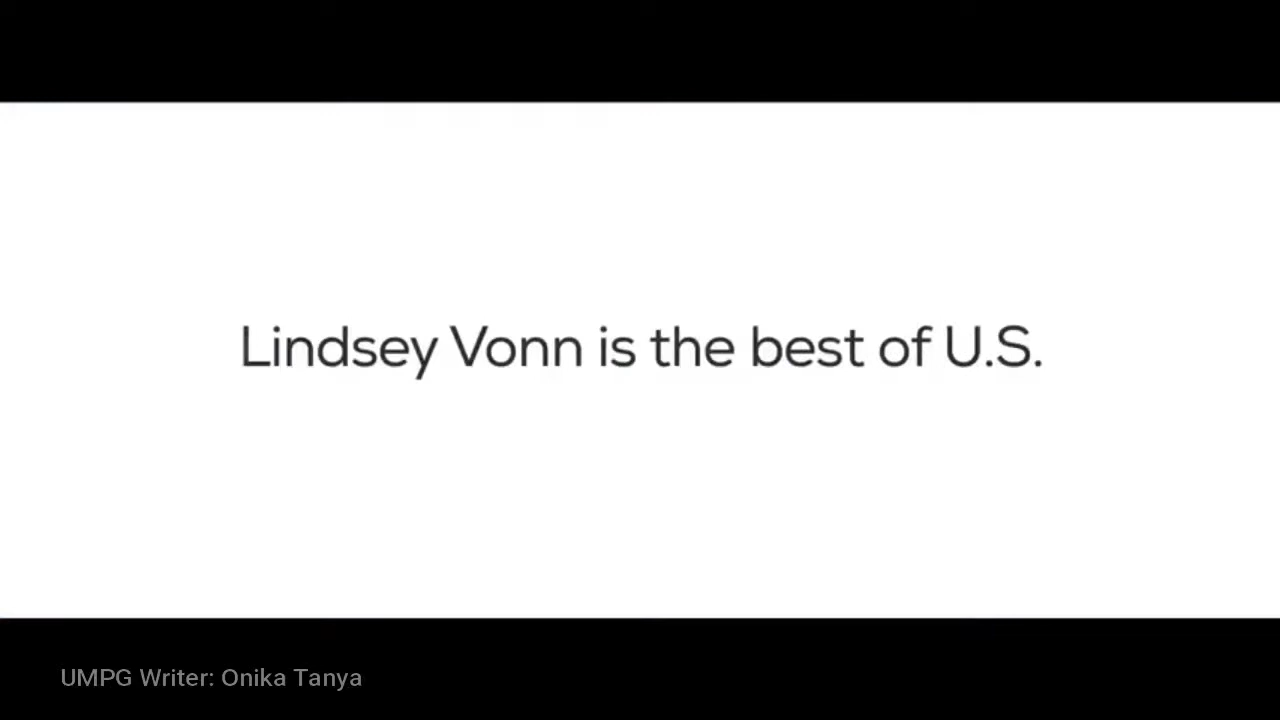 Lindsey Vonn is the best of U.S.
UMPG Writer: Onika Tanya